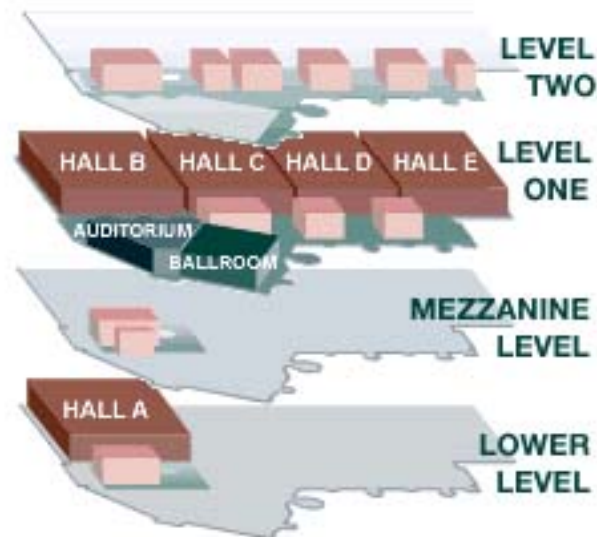 LEVEL
TWO
HALL B HALL C HALL D HALL E
LEVEL
ONE
AUDITORIUM
BALLROOM
MEZZANINE
LEVEL
HALL A
LOWER
LEVEL